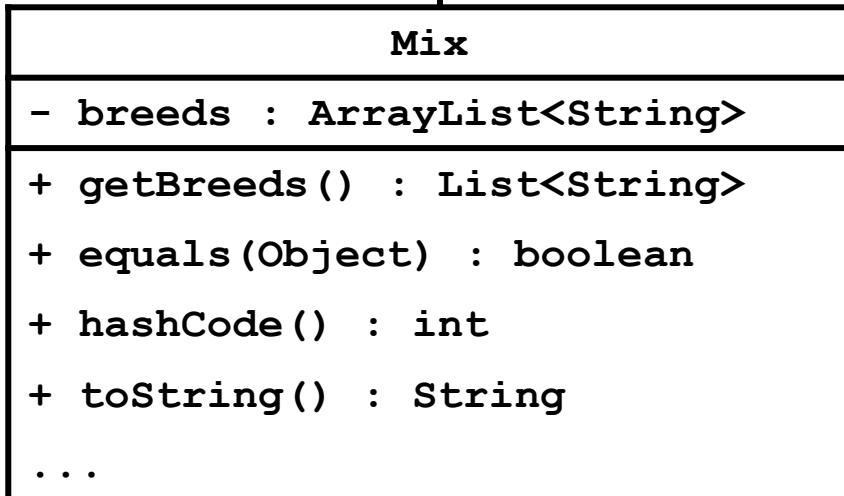 Mix
- breeds : ArrayList<String>
+ getBreeds() : List<String>
+ equals(Object) : boolean
+ hashCode() : int
+ toString() : String
...